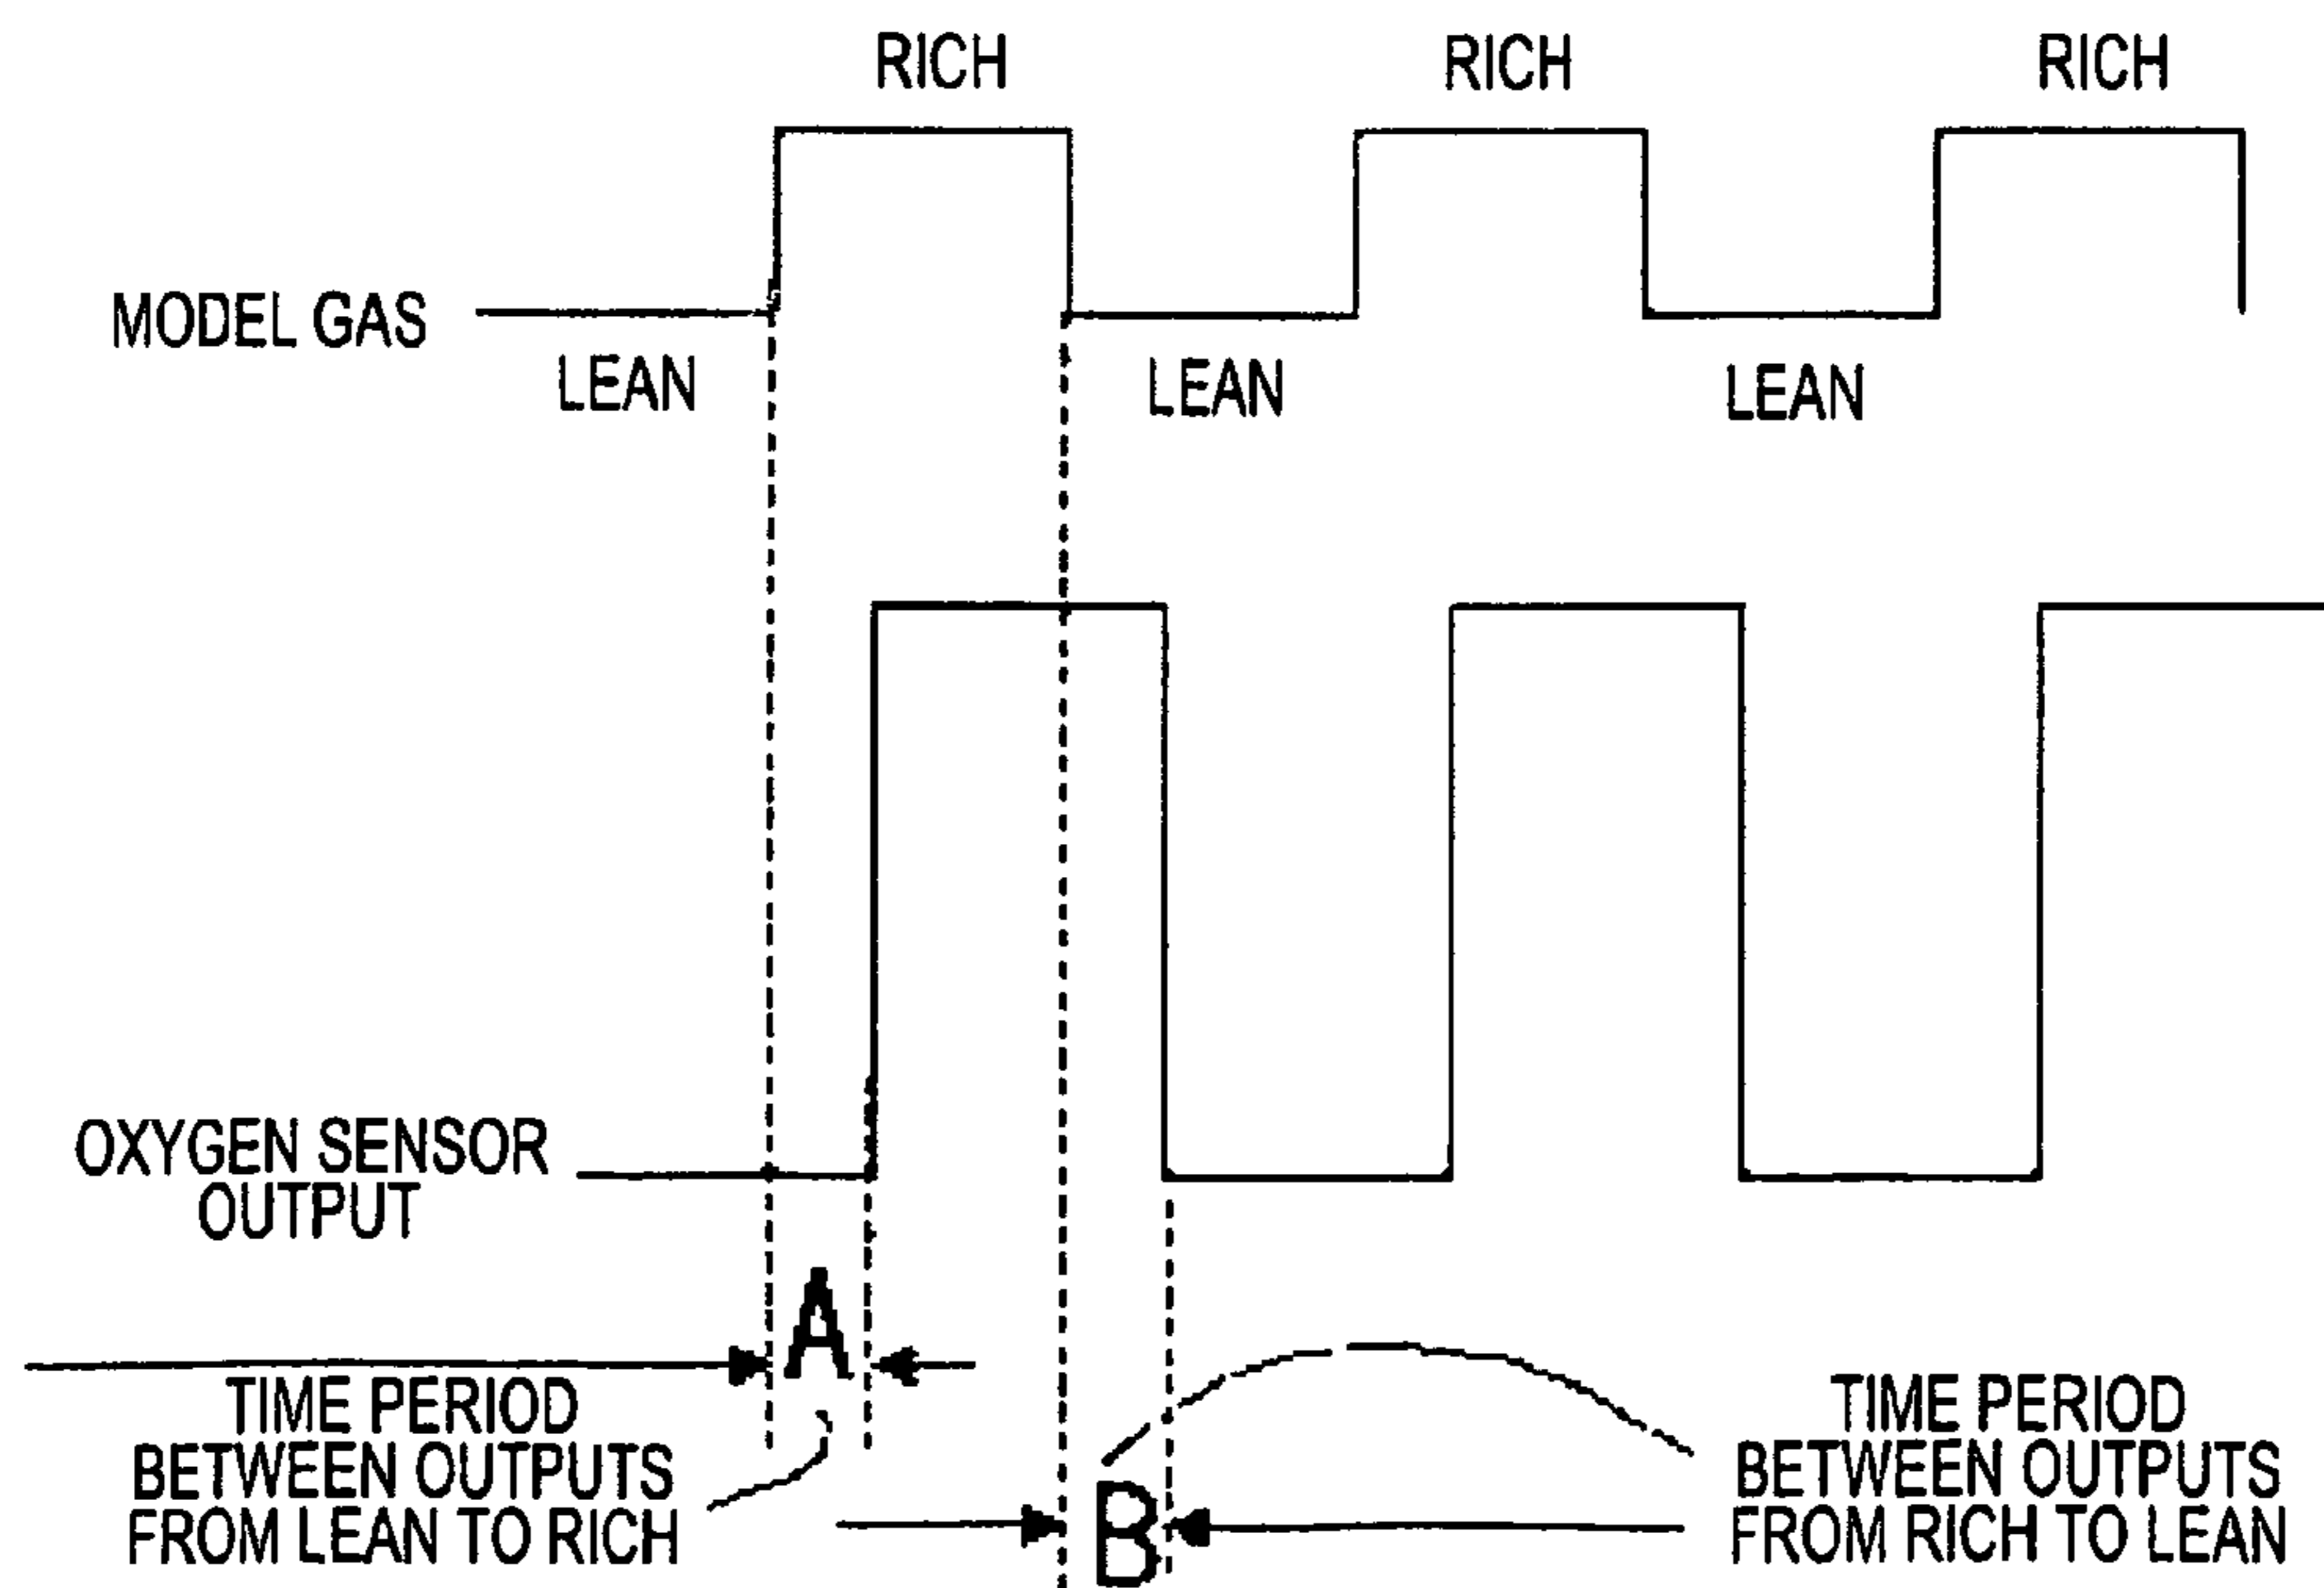 RICH
RICH
RICH
MODEL GAS
LEAN
LEAN
LEAN
OXYGEN SENSOR
OUTPUT
A
TIME PERIOD
BETWEEN OUTPUTS
FROM LEAN TO RICH
B
TIME PERIOD
BETWEEN OUTPUTS
FROM RICH TO LEAN